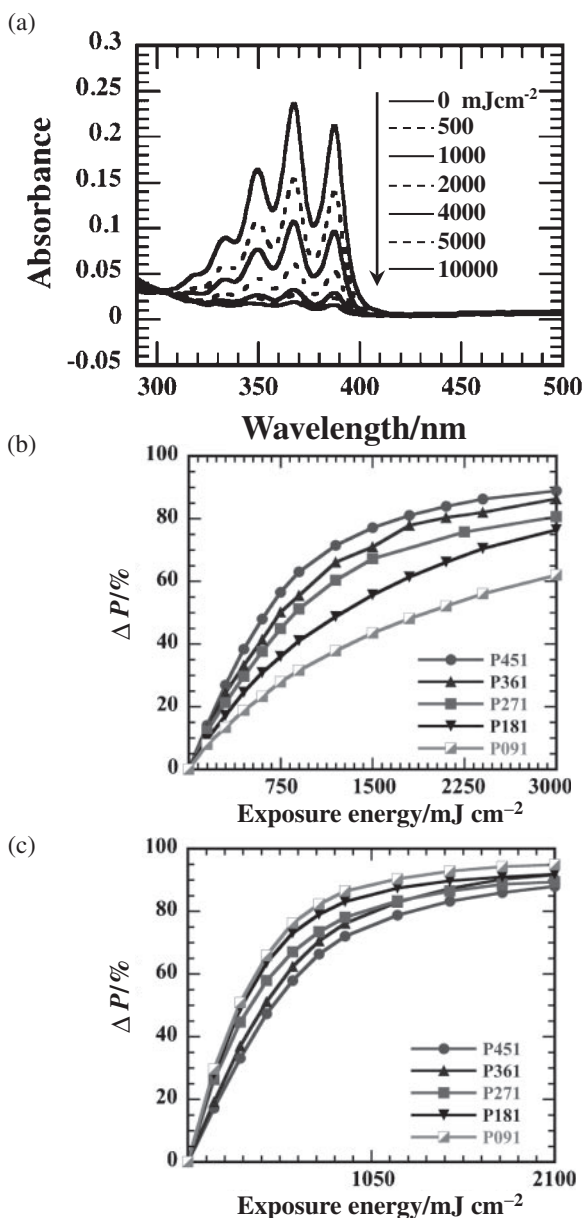 (a)
0.3
0.25
0.2
0.15
0.1
0.05
0
-0.05
Absorbance
0 mJcm-2
500
1000
2000
4000
5000
10000
300 350 400 450 500
Wavelength/nm
(b)
100
80
60
40
20
0
Δ P/%
P451
P361
P271
P181
P091
750 1500 2250 3000
Exposure energy/mJ cm−2
(c)
100
80
60
40
20
0
Δ P/%
P451
P361
P271
P181
P091
1050 2100
Exposure energy/mJ cm−2